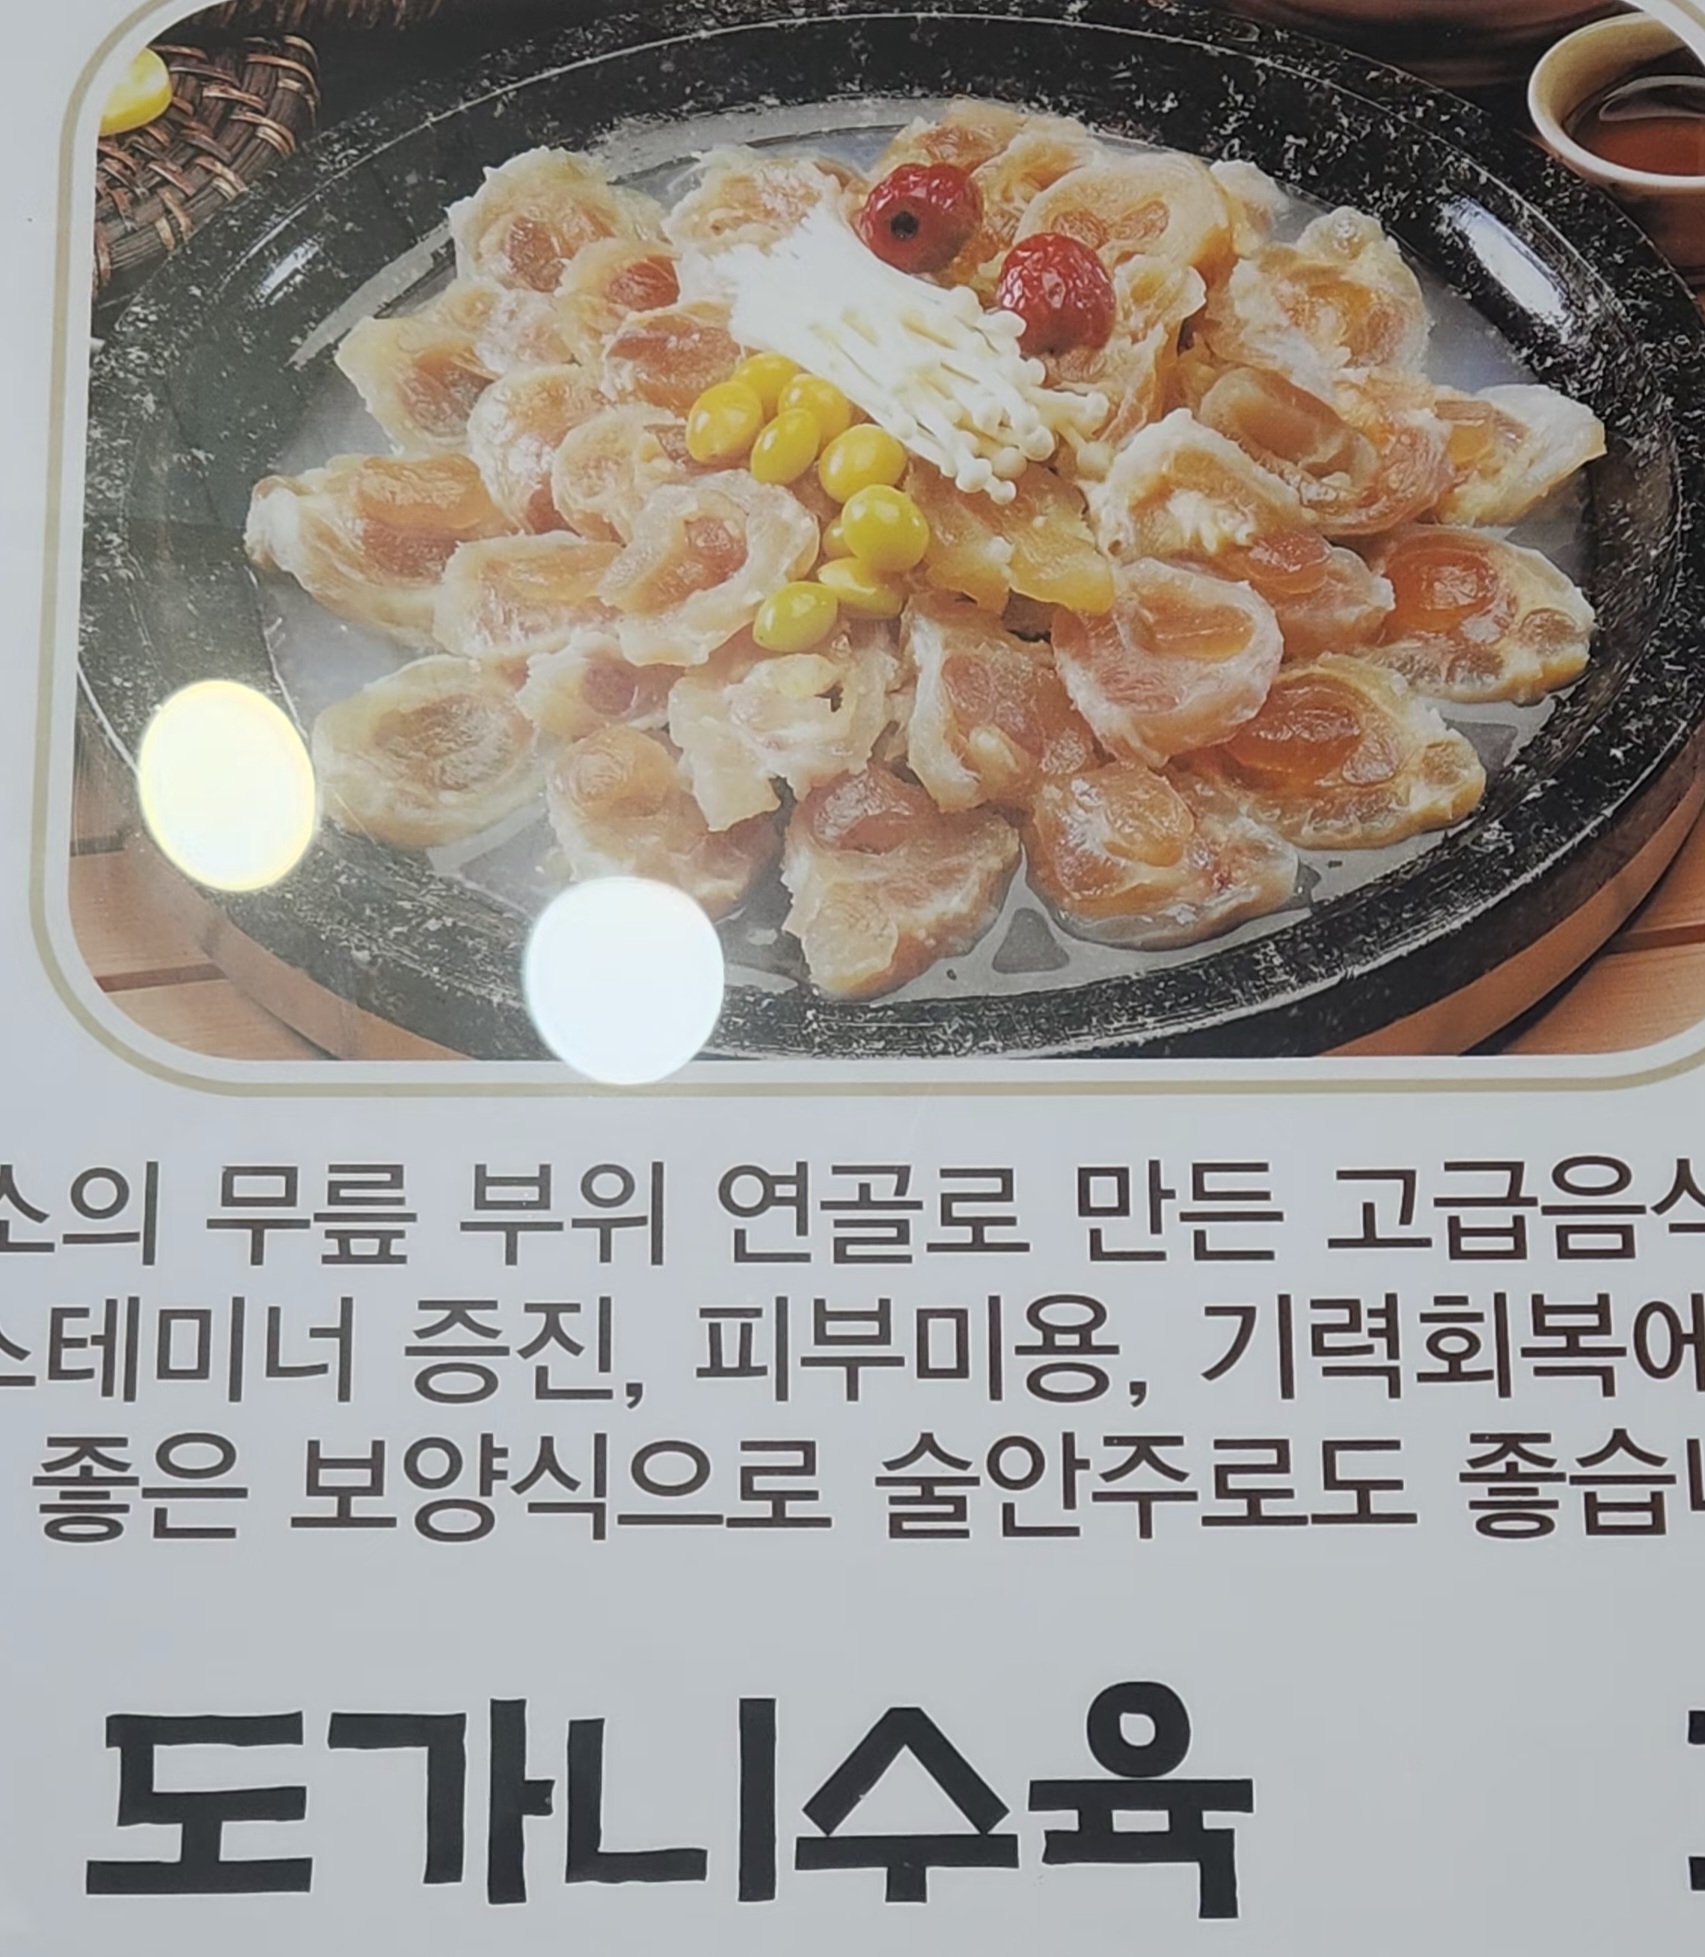 소의 무릎 부위 연골로 만든 고급음식
스테미너 증진, 피부미용, 기력회복에
좋은 보양식으로 술안주로도 좋습니
도가니수육